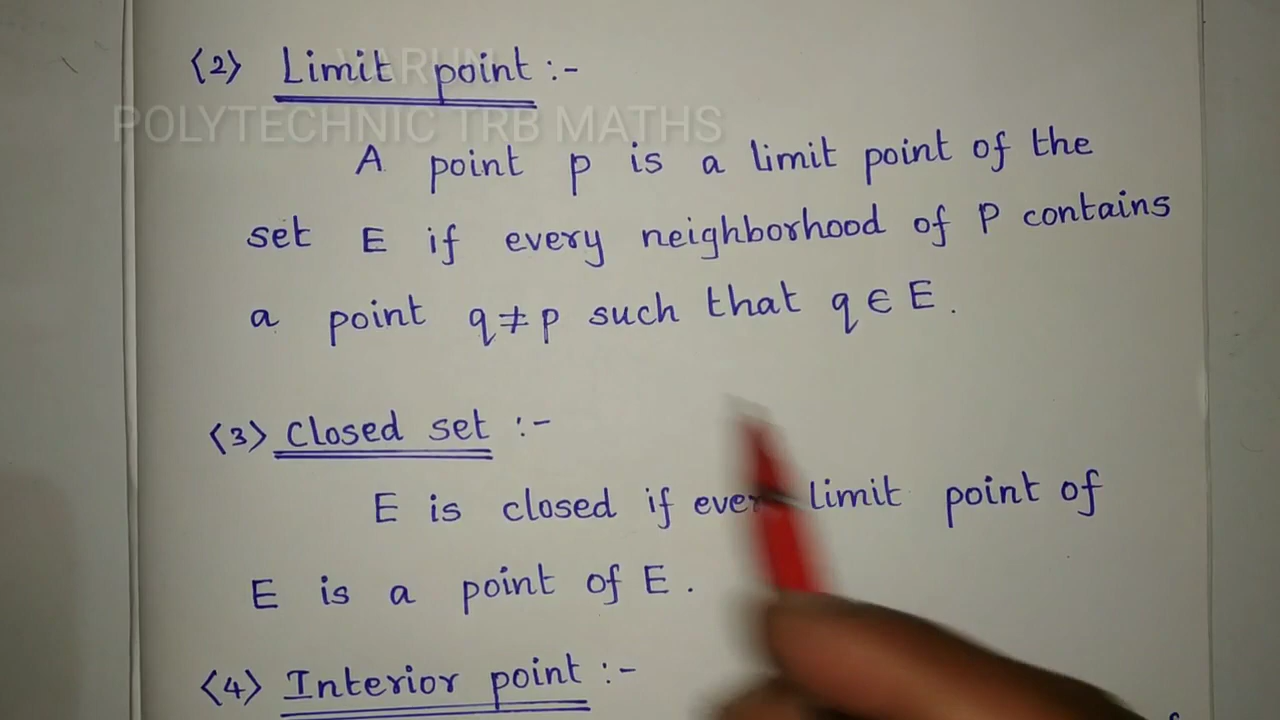 VARUN
POLYTECHNIC TRB MATHS
(2) Limit point :-
A point p is a limit point of the
set E if every neighborhood of P contains
a point q ≠ p such that q ∈ E.
(3) Closed set :-
E is closed if every limit point of
E is a point of E.
(4) Interior point :-